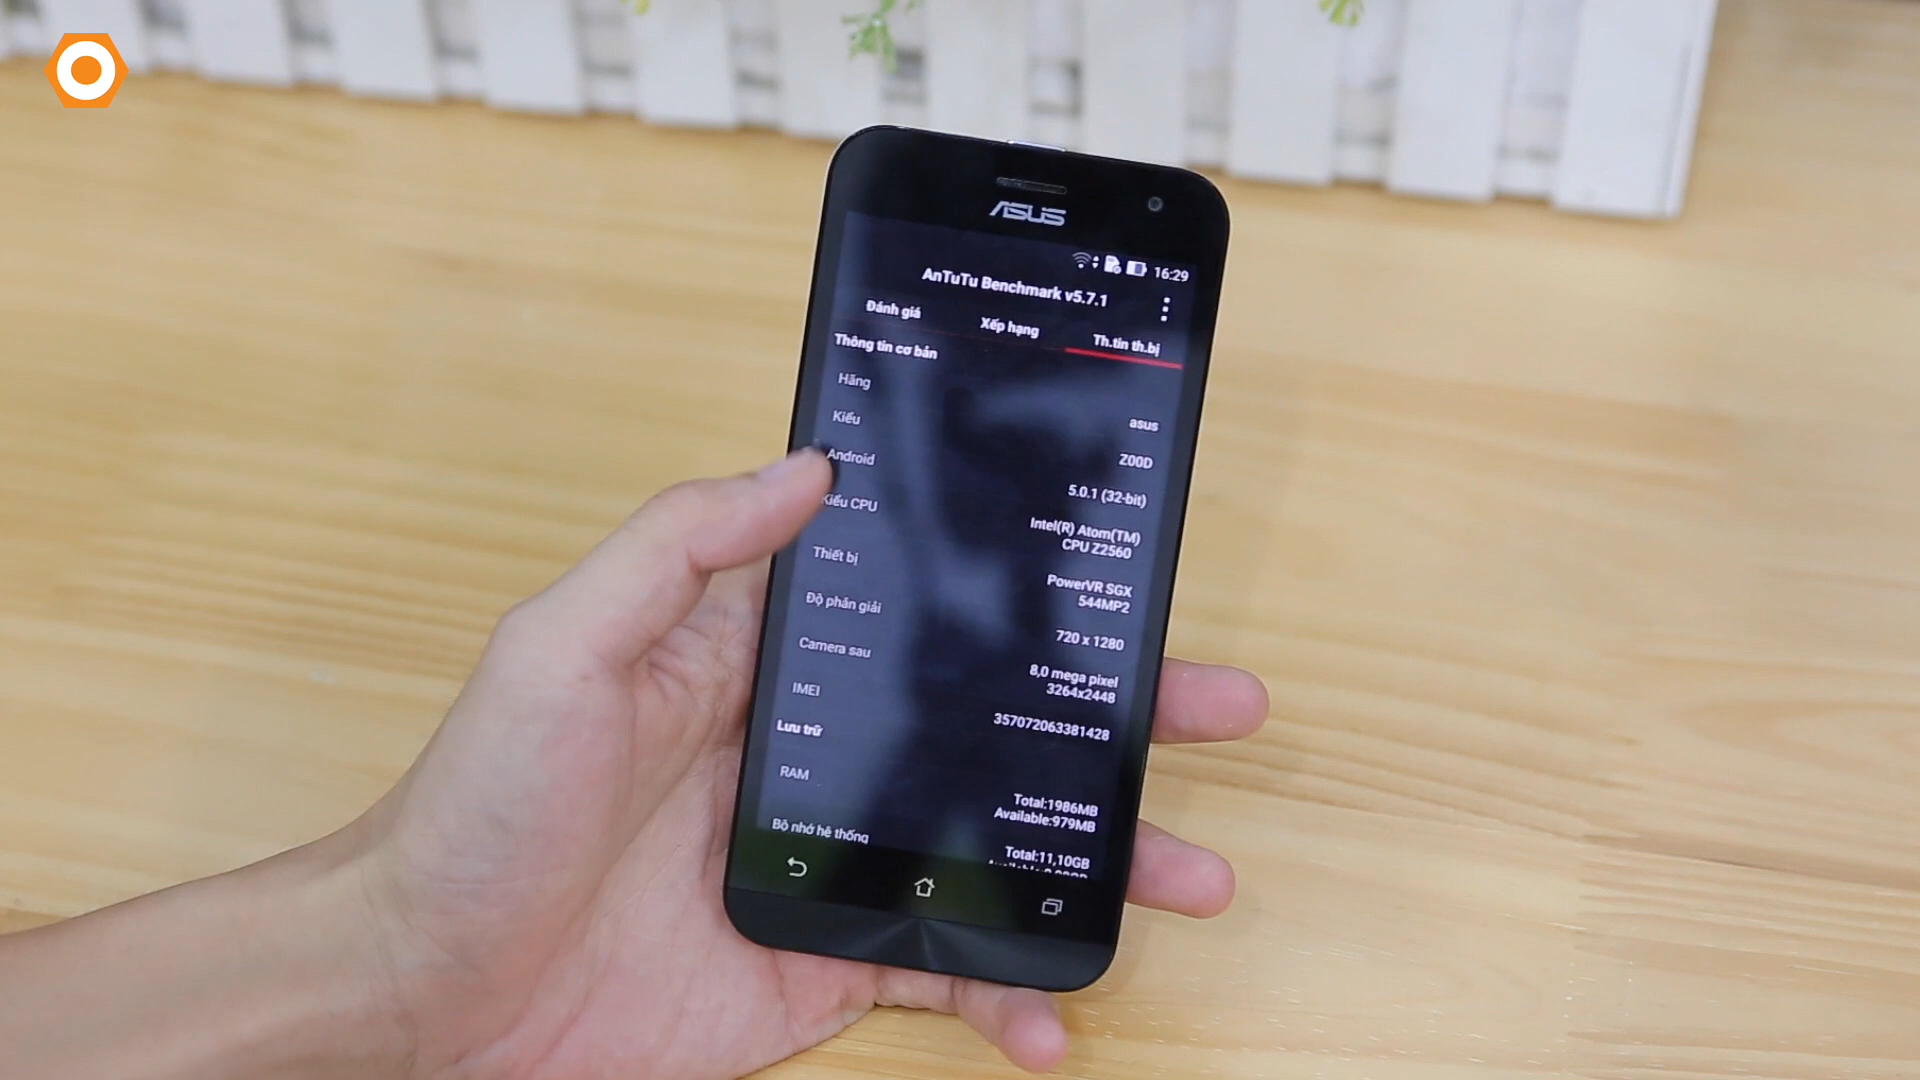 ASUS
16:29
AnTuTu Benchmark v5.7.1
Đánh giá
Xếp hạng
Th.tin th.bị
Thông tin cơ bản
Hãng
asus
Kiểu
Z00D
Android
5.0.1 (32-bit)
Kiểu CPU
Intel(R) Atom(TM)
CPU Z2560
Thiết bị
PowerVR SGX
544MP2
Độ phân giải
720 x 1280
Camera sau
8,0 mega pixel
3264x2448
IMEI
357072063381428
Lưu trữ
RAM
Total:1986MB
Available:979MB
Bộ nhớ hệ thống
Total:11,10GB